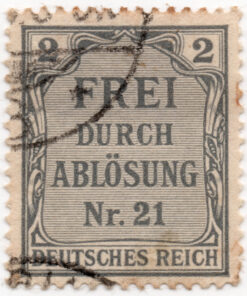 2 2
FREI
DURCH
ABLÖSUNG
Nr. 21
DEUTSCHES REICH